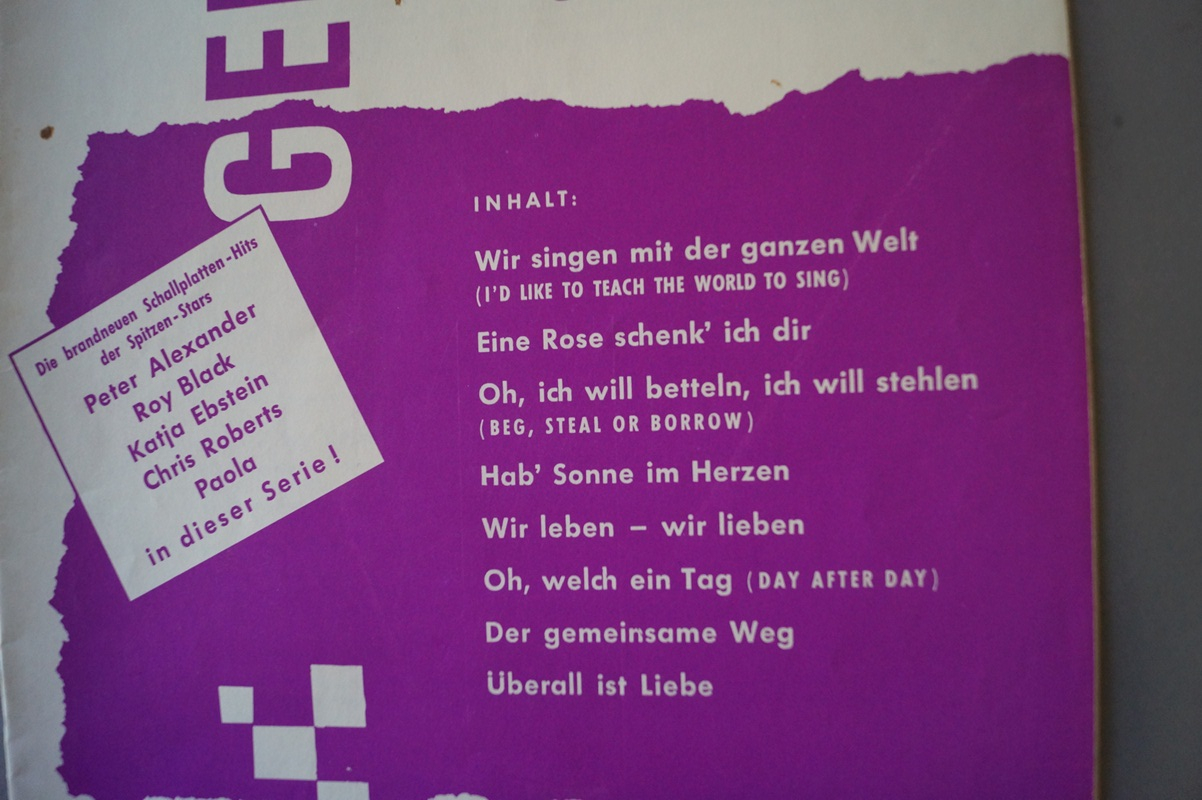 GE
Die brandneuen Schallplatten-Hits
der Spitzen-Stars
Peter Alexander
Roy Black
Katja Ebstein
Chris Roberts
Paola
in dieser Serie!
INHALT:
Wir singen mit der ganzen Welt
(I'D LIKE TO TEACH THE WORLD TO SING)
Eine Rose schenk' ich dir
Oh, ich will betteln, ich will stehlen
(BEG, STEAL OR BORROW)
Hab' Sonne im Herzen
Wir leben – wir lieben
Oh, welch ein Tag (DAY AFTER DAY)
Der gemeinsame Weg
Überall ist Liebe